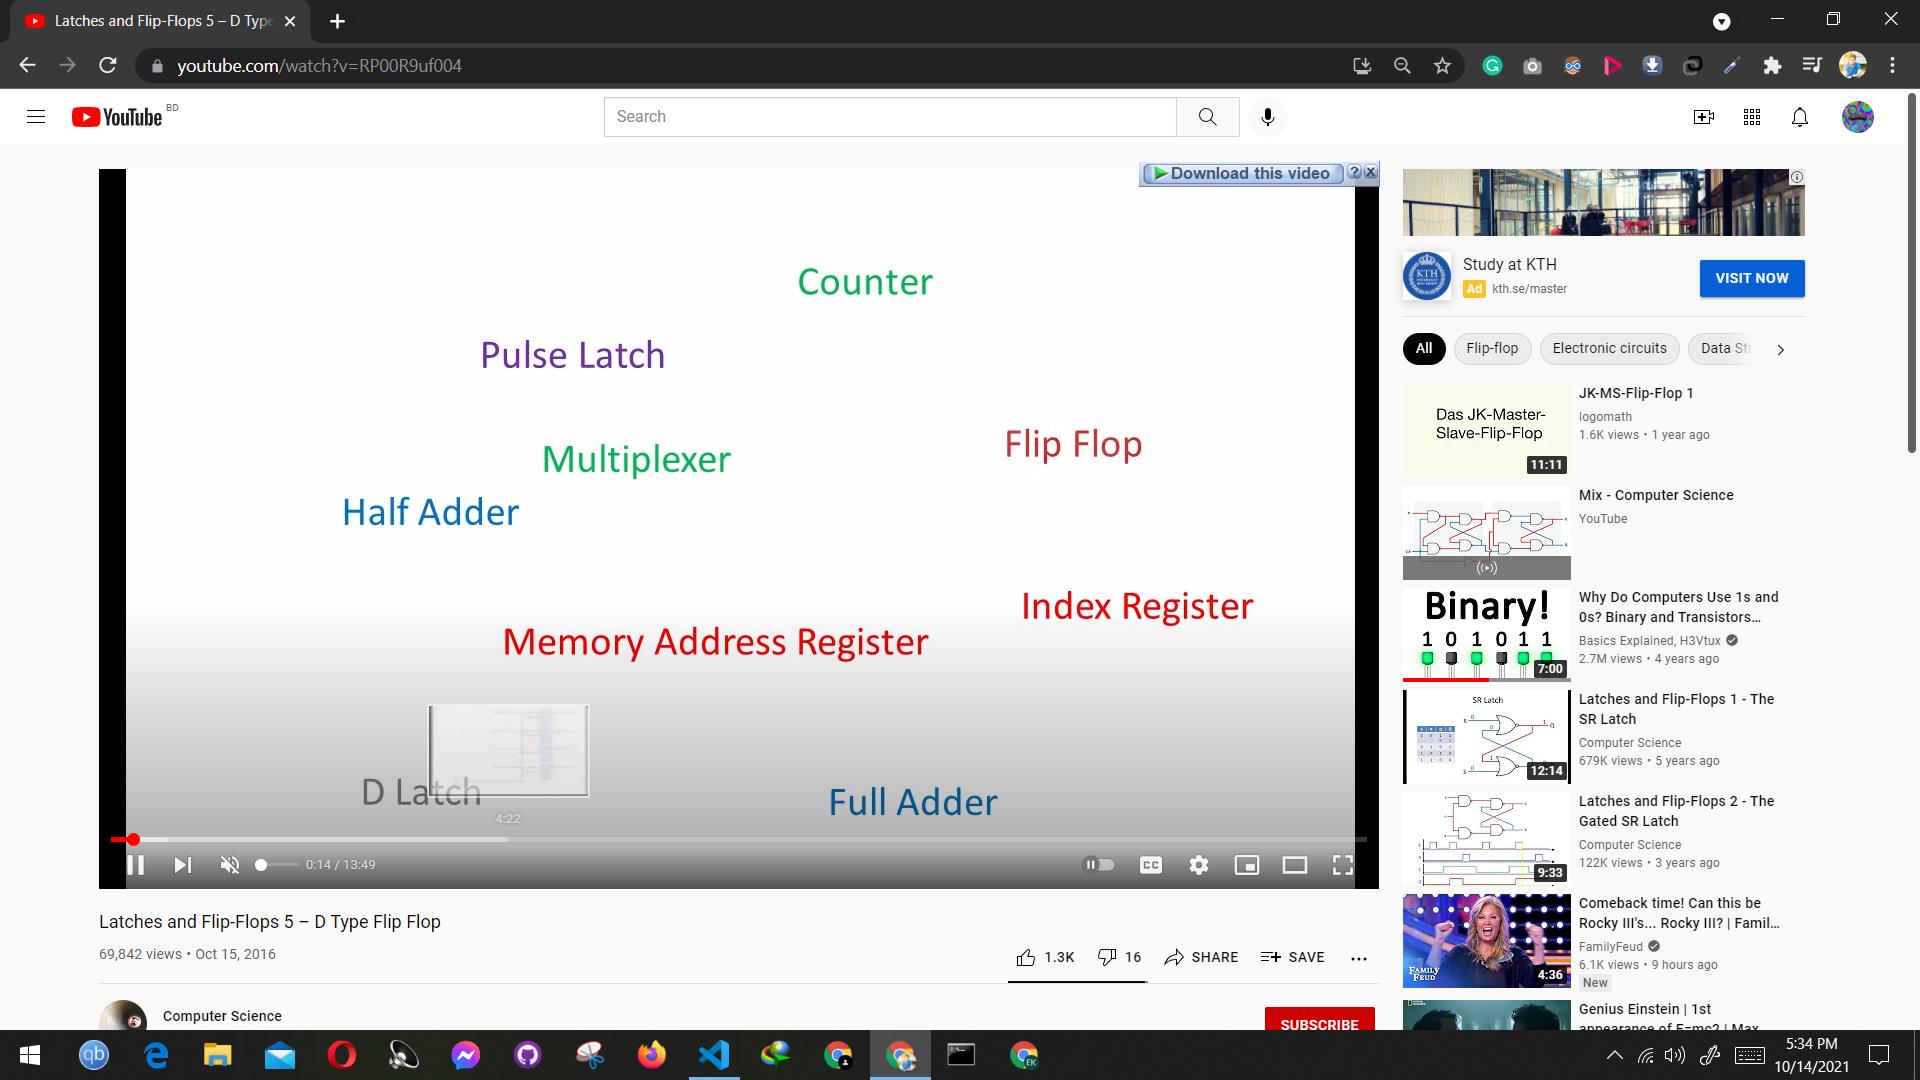 Latches and Flip-Flops 5 – D Type
youtube.com/watch?v=RP00R9uf004
YouTube BD
Search
Download this video ? X
Counter
Pulse Latch
Flip Flop
Multiplexer
Half Adder
Index Register
Memory Address Register
D Latch
Full Adder
4:22
0:14 / 13:49
CC
Latches and Flip-Flops 5 – D Type Flip Flop
69,842 views • Oct 15, 2016
1.3K
16
SHARE
SAVE
Computer Science
SUBSCRIBE
KTH
Study at KTH
Ad kth.se/master
VISIT NOW
All
Flip-flop
Electronic circuits
Data Str
Das JK-Master-
Slave-Flip-Flop
11:11
JK-MS-Flip-Flop 1
logomath
1.6K views • 1 year ago
Mix - Computer Science
YouTube
Binary!
1 0 1 0 1 1
7:00
Why Do Computers Use 1s and
0s? Binary and Transistors...
Basics Explained, H3Vtux
2.7M views • 4 years ago
SR Latch
12:14
Latches and Flip-Flops 1 - The
SR Latch
Computer Science
679K views • 5 years ago
9:33
Latches and Flip-Flops 2 - The
Gated SR Latch
Computer Science
122K views • 3 years ago
FAMILY
FEUD
4:36
Comeback time! Can this be
Rocky III's... Rocky III? | Famil...
FamilyFeud
6.1K views • 9 hours ago
New
Genius Einstein | 1st
appearance of E=mc2 | Max
qb
EK
5:34 PM
10/14/2021